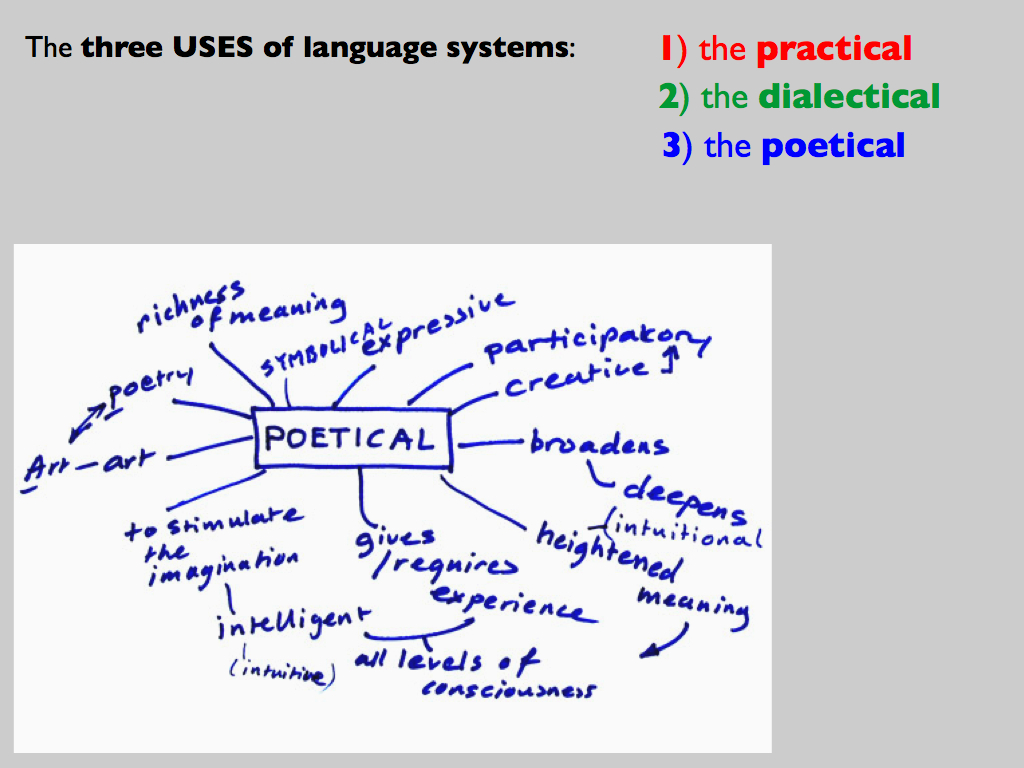 The three USES of language systems:
1) the practical
2) the dialectical
3) the poetical
richness
of meaning
SYMBOLICAL
expressive
participatory
creative
poetry
Art - art
POETICAL
broadens
deepens
(intuitional
heightened
meaning
to stimulate
the
imagination
intelligent
(intuitive)
gives
/requires
experience
all levels of
consciousness